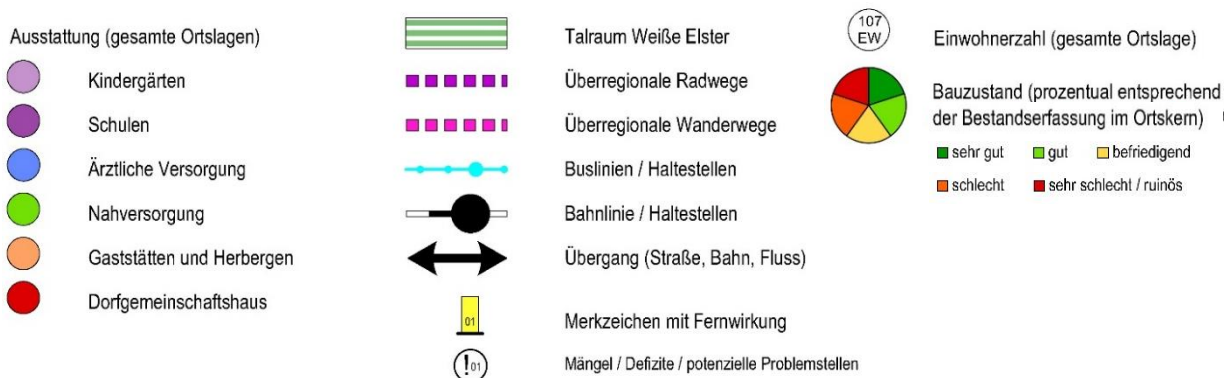 Ausstattung (gesamte Ortslagen)
Kindergärten
Schulen
Ärztliche Versorgung
Nahversorgung
Gaststätten und Herbergen
Dorfgemeinschaftshaus
Talraum Weiße Elster
Überregionale Radwege
Überregionale Wanderwege
Buslinien / Haltestellen
Bahnlinie / Haltestellen
Übergang (Straße, Bahn, Fluss)
01
Merkzeichen mit Fernwirkung
!01
Mängel / Defizite / potenzielle Problemstellen
107
EW
Einwohnerzahl (gesamte Ortslage)
Bauzustand (prozentual entsprechend
der Bestandserfassung im Ortskern)
sehr gut gut befriedigend
schlecht sehr schlecht / ruinös